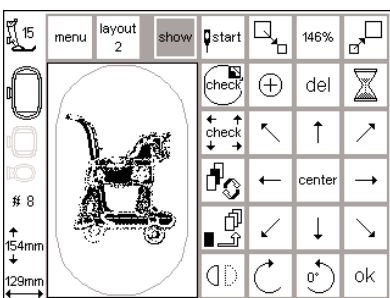 15 menu layout 2 show start 146%
check del
check
center
# 8
154mm
129mm
0° ok